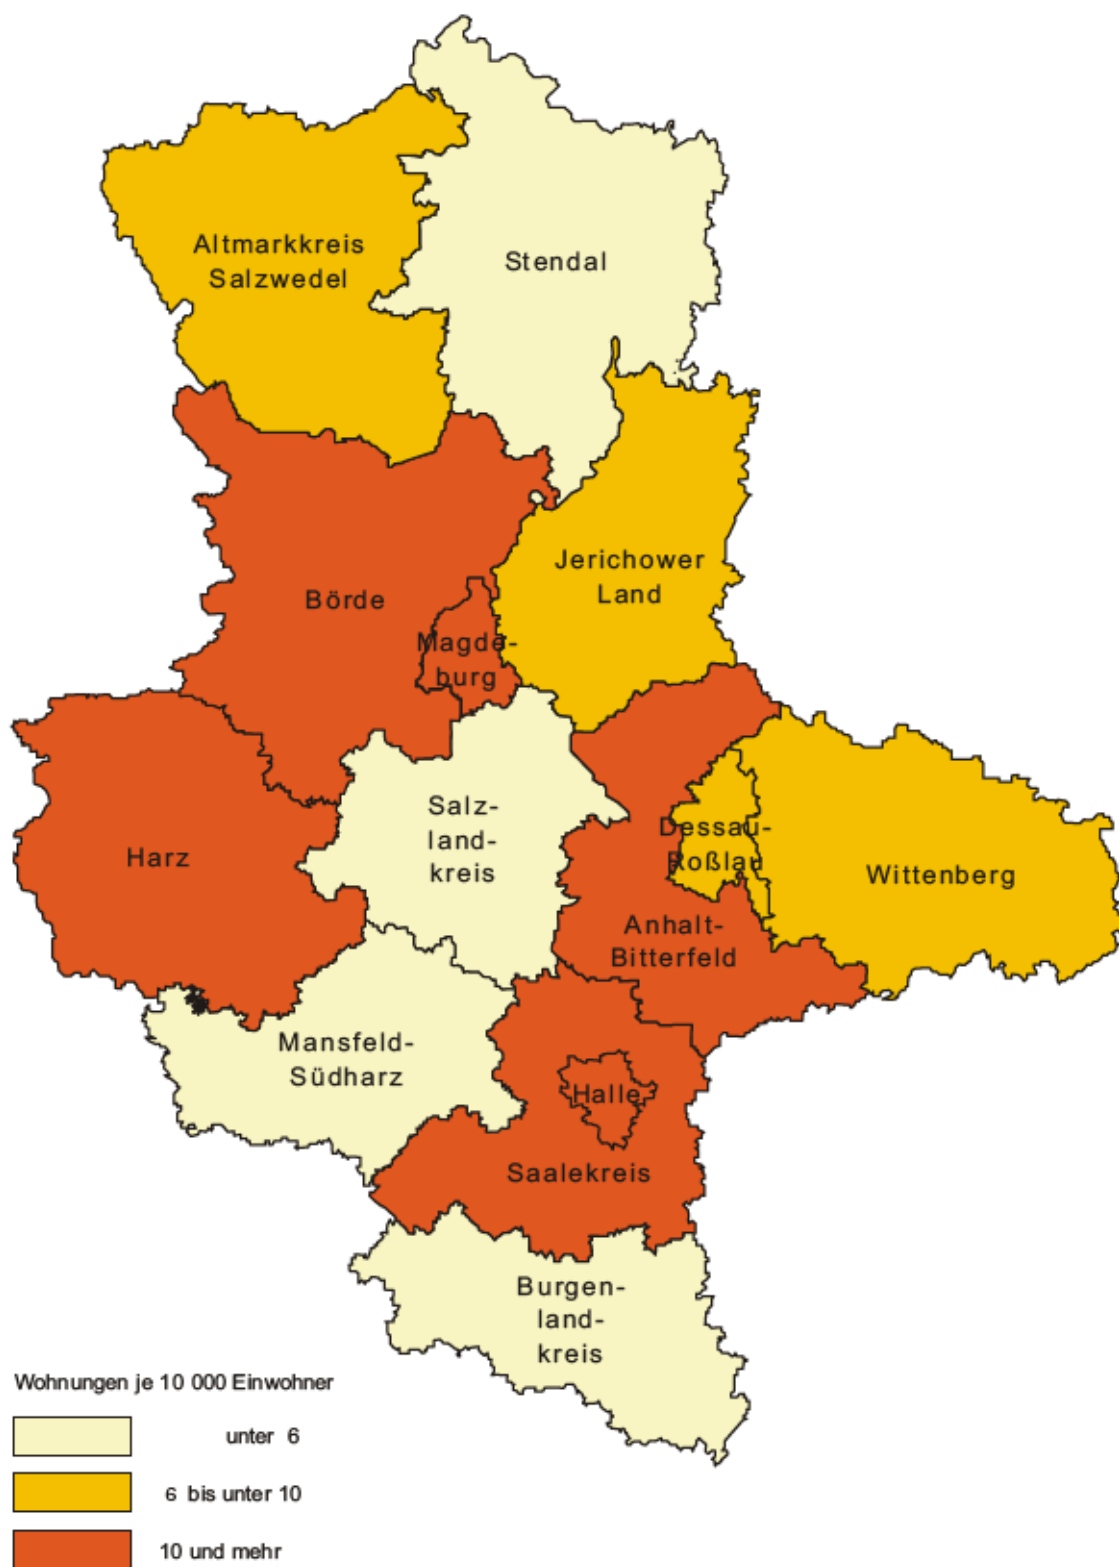 Altmarkkreis
Salzwedel
Stendal
Jerichower
Land
Börde
Magde-
burg
Salz-
land-
kreis
Harz
Dessau-
Roßlau
Wittenberg
Anhalt-
Bitterfeld
Mansfeld-
Südharz
Halle
Saalekreis
Burgen-
land-
kreis
Wohnungen je 10 000 Einwohner
unter 6
6 bis unter 10
10 und mehr